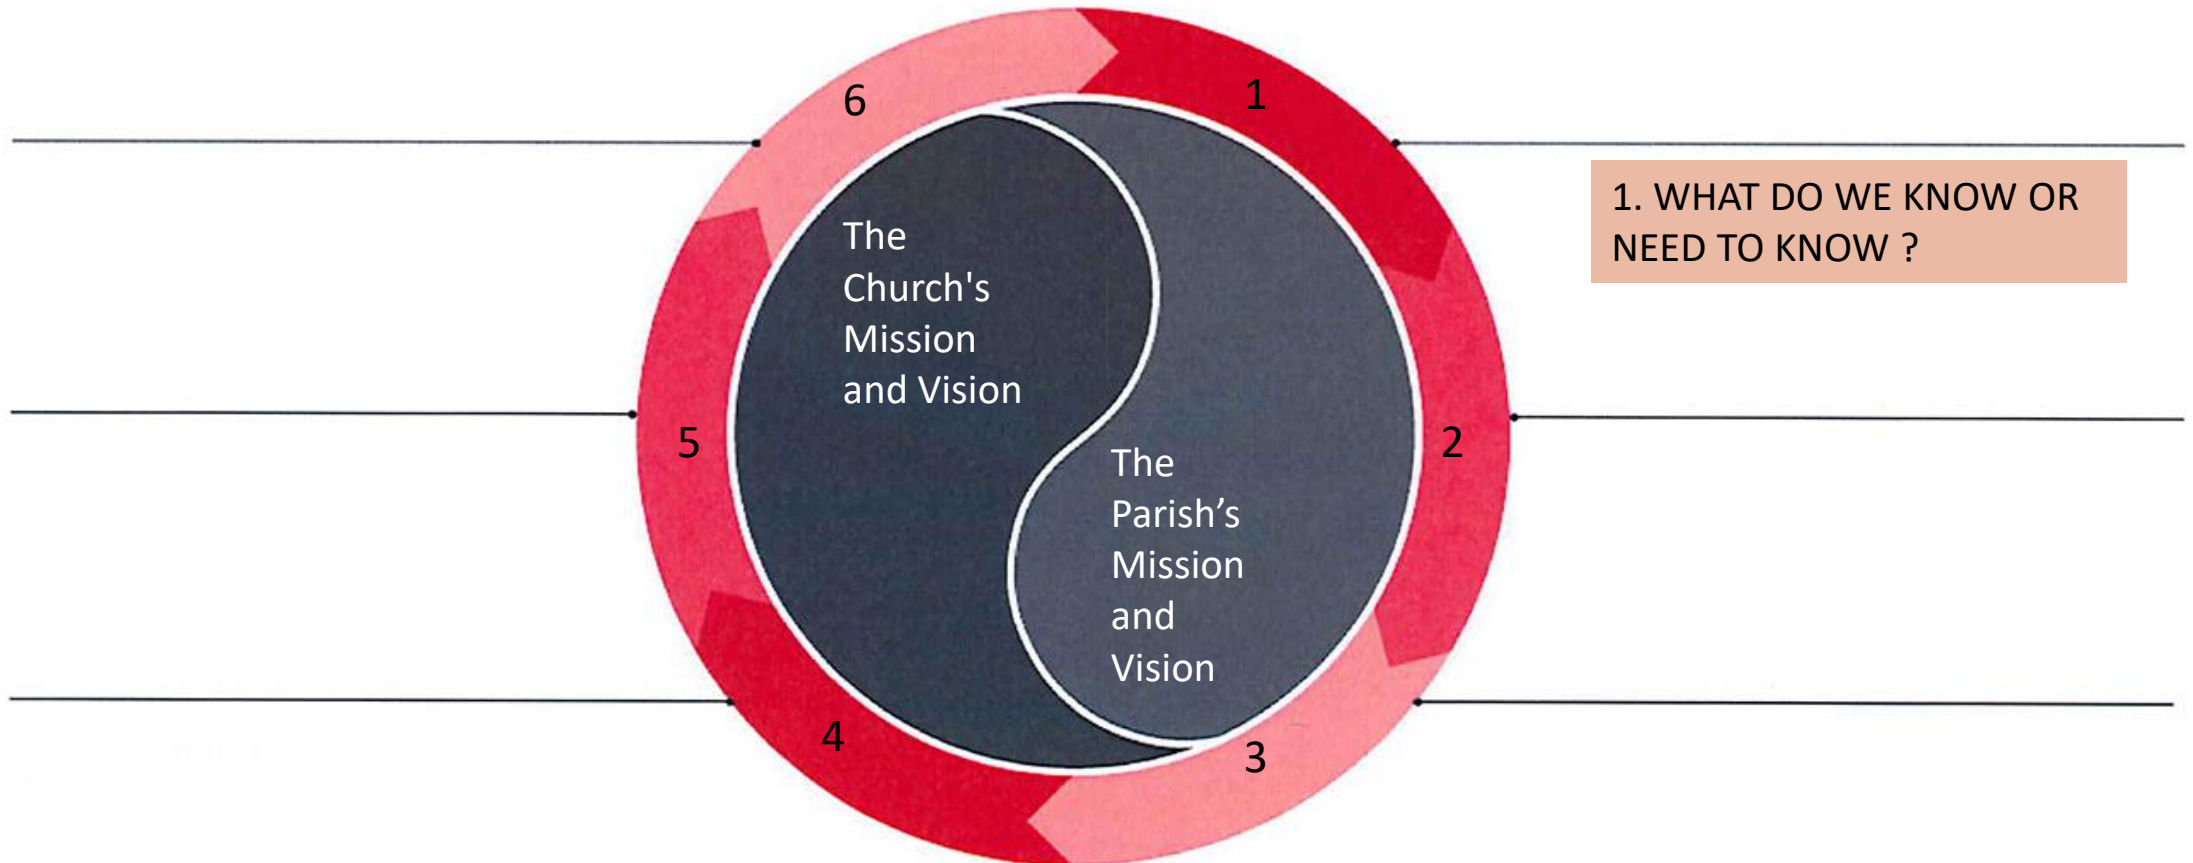 6
1
1. WHAT DO WE KNOW OR
NEED TO KNOW ?
The
Church's
Mission
and Vision
5
2
The
Parish’s
Mission
and
Vision
4
3